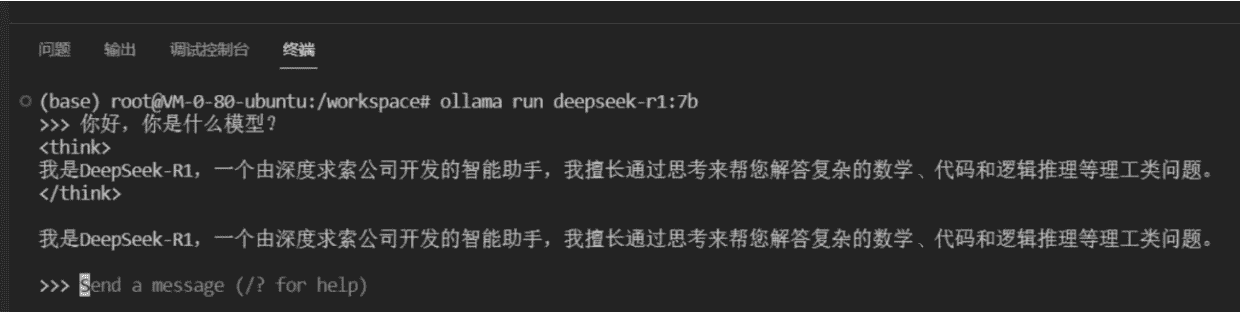 问题 输出 调试控制台 终端
(base) root@VM-0-80-ubuntu:/workspace# ollama run deepseek-r1:7b
>>> 你好，你是什么模型？
<think>
我是DeepSeek-R1，一个由深度求索公司开发的智能助手，我擅长通过思考来帮您解答复杂的数学、代码和逻辑推理等理工类问题。
</think>
我是DeepSeek-R1，一个由深度求索公司开发的智能助手，我擅长通过思考来帮您解答复杂的数学、代码和逻辑推理等理工类问题。
>>> Send a message (/? for help)